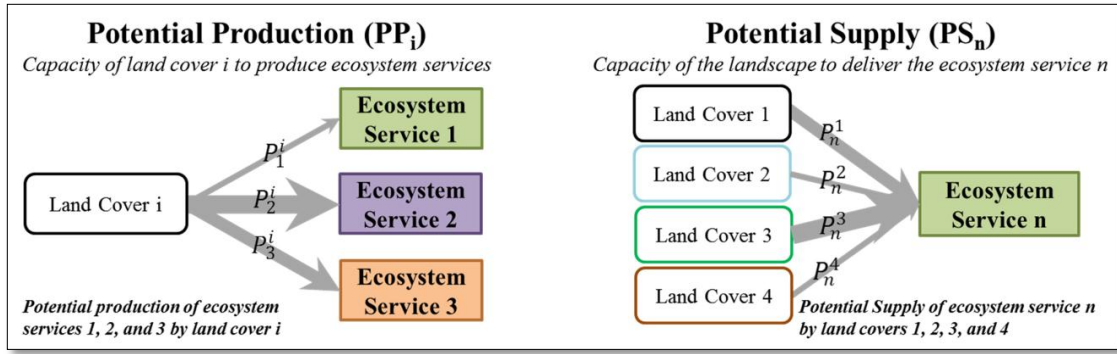 Potential Production (PPi)
Capacity of land cover i to produce ecosystem services
Land Cover i
P₁ⁱ
P₂ⁱ
P₃ⁱ
Ecosystem
Service 1
Ecosystem
Service 2
Ecosystem
Service 3
Potential production of ecosystem
services 1, 2, and 3 by land cover i
Potential Supply (PSn)
Capacity of the landscape to deliver the ecosystem service n
Land Cover 1
Land Cover 2
Land Cover 3
Land Cover 4
Pₙ¹
Pₙ²
Pₙ³
Pₙ⁴
Ecosystem
Service n
Potential Supply of ecosystem service n
by land covers 1, 2, 3, and 4